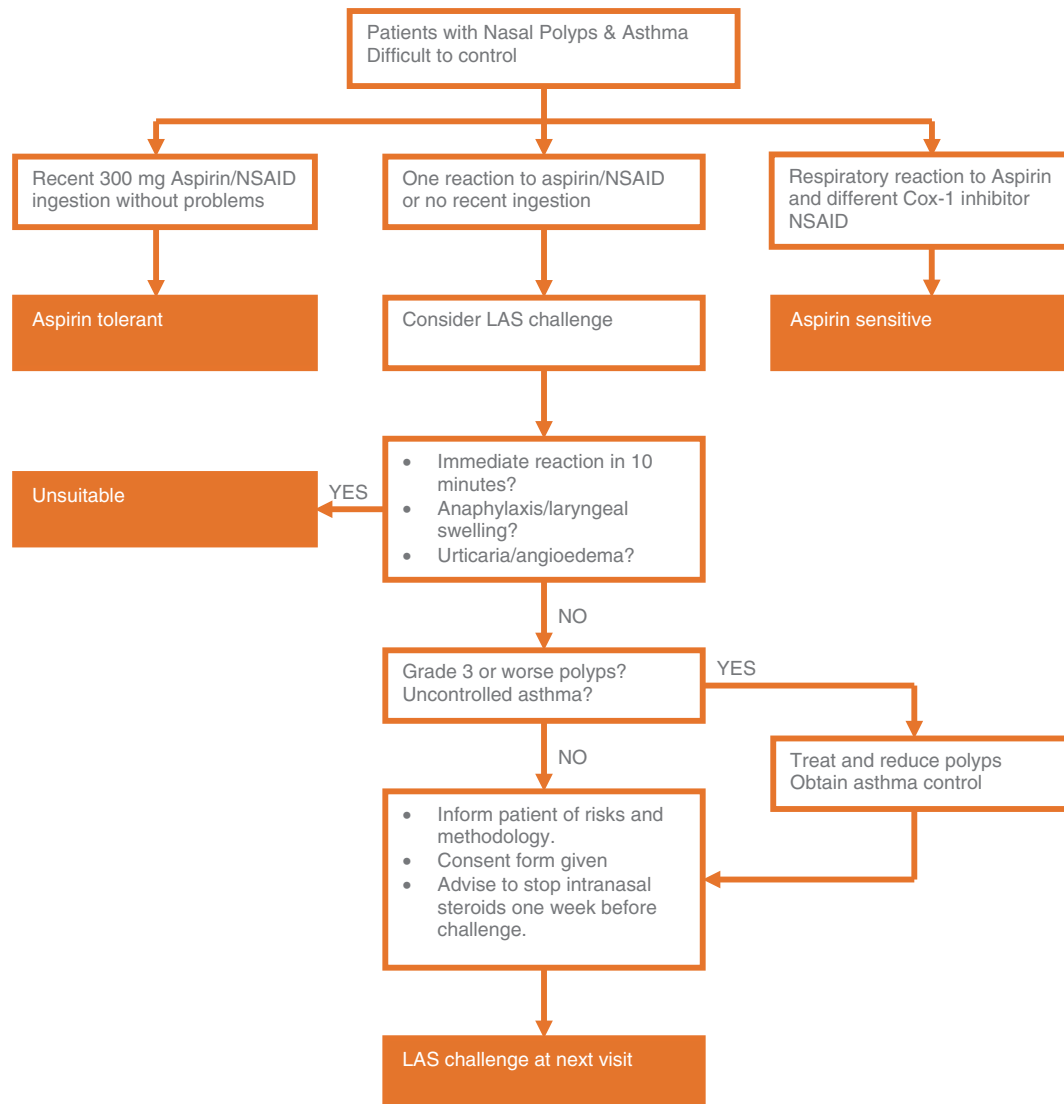 Patients with Nasal Polyps & Asthma
Difficult to control
Recent 300 mg Aspirin/NSAID
ingestion without problems
One reaction to aspirin/NSAID
or no recent ingestion
Respiratory reaction to Aspirin
and different Cox-1 inhibitor
NSAID
Aspirin tolerant
Consider LAS challenge
Aspirin sensitive
• Immediate reaction in 10
minutes?
• Anaphylaxis/laryngeal
swelling?
• Urticaria/angioedema?
YES
Unsuitable
NO
Grade 3 or worse polyps?
Uncontrolled asthma?
YES
Treat and reduce polyps
Obtain asthma control
NO
• Inform patient of risks and
methodology.
• Consent form given
• Advise to stop intranasal
steroids one week before
challenge.
LAS challenge at next visit